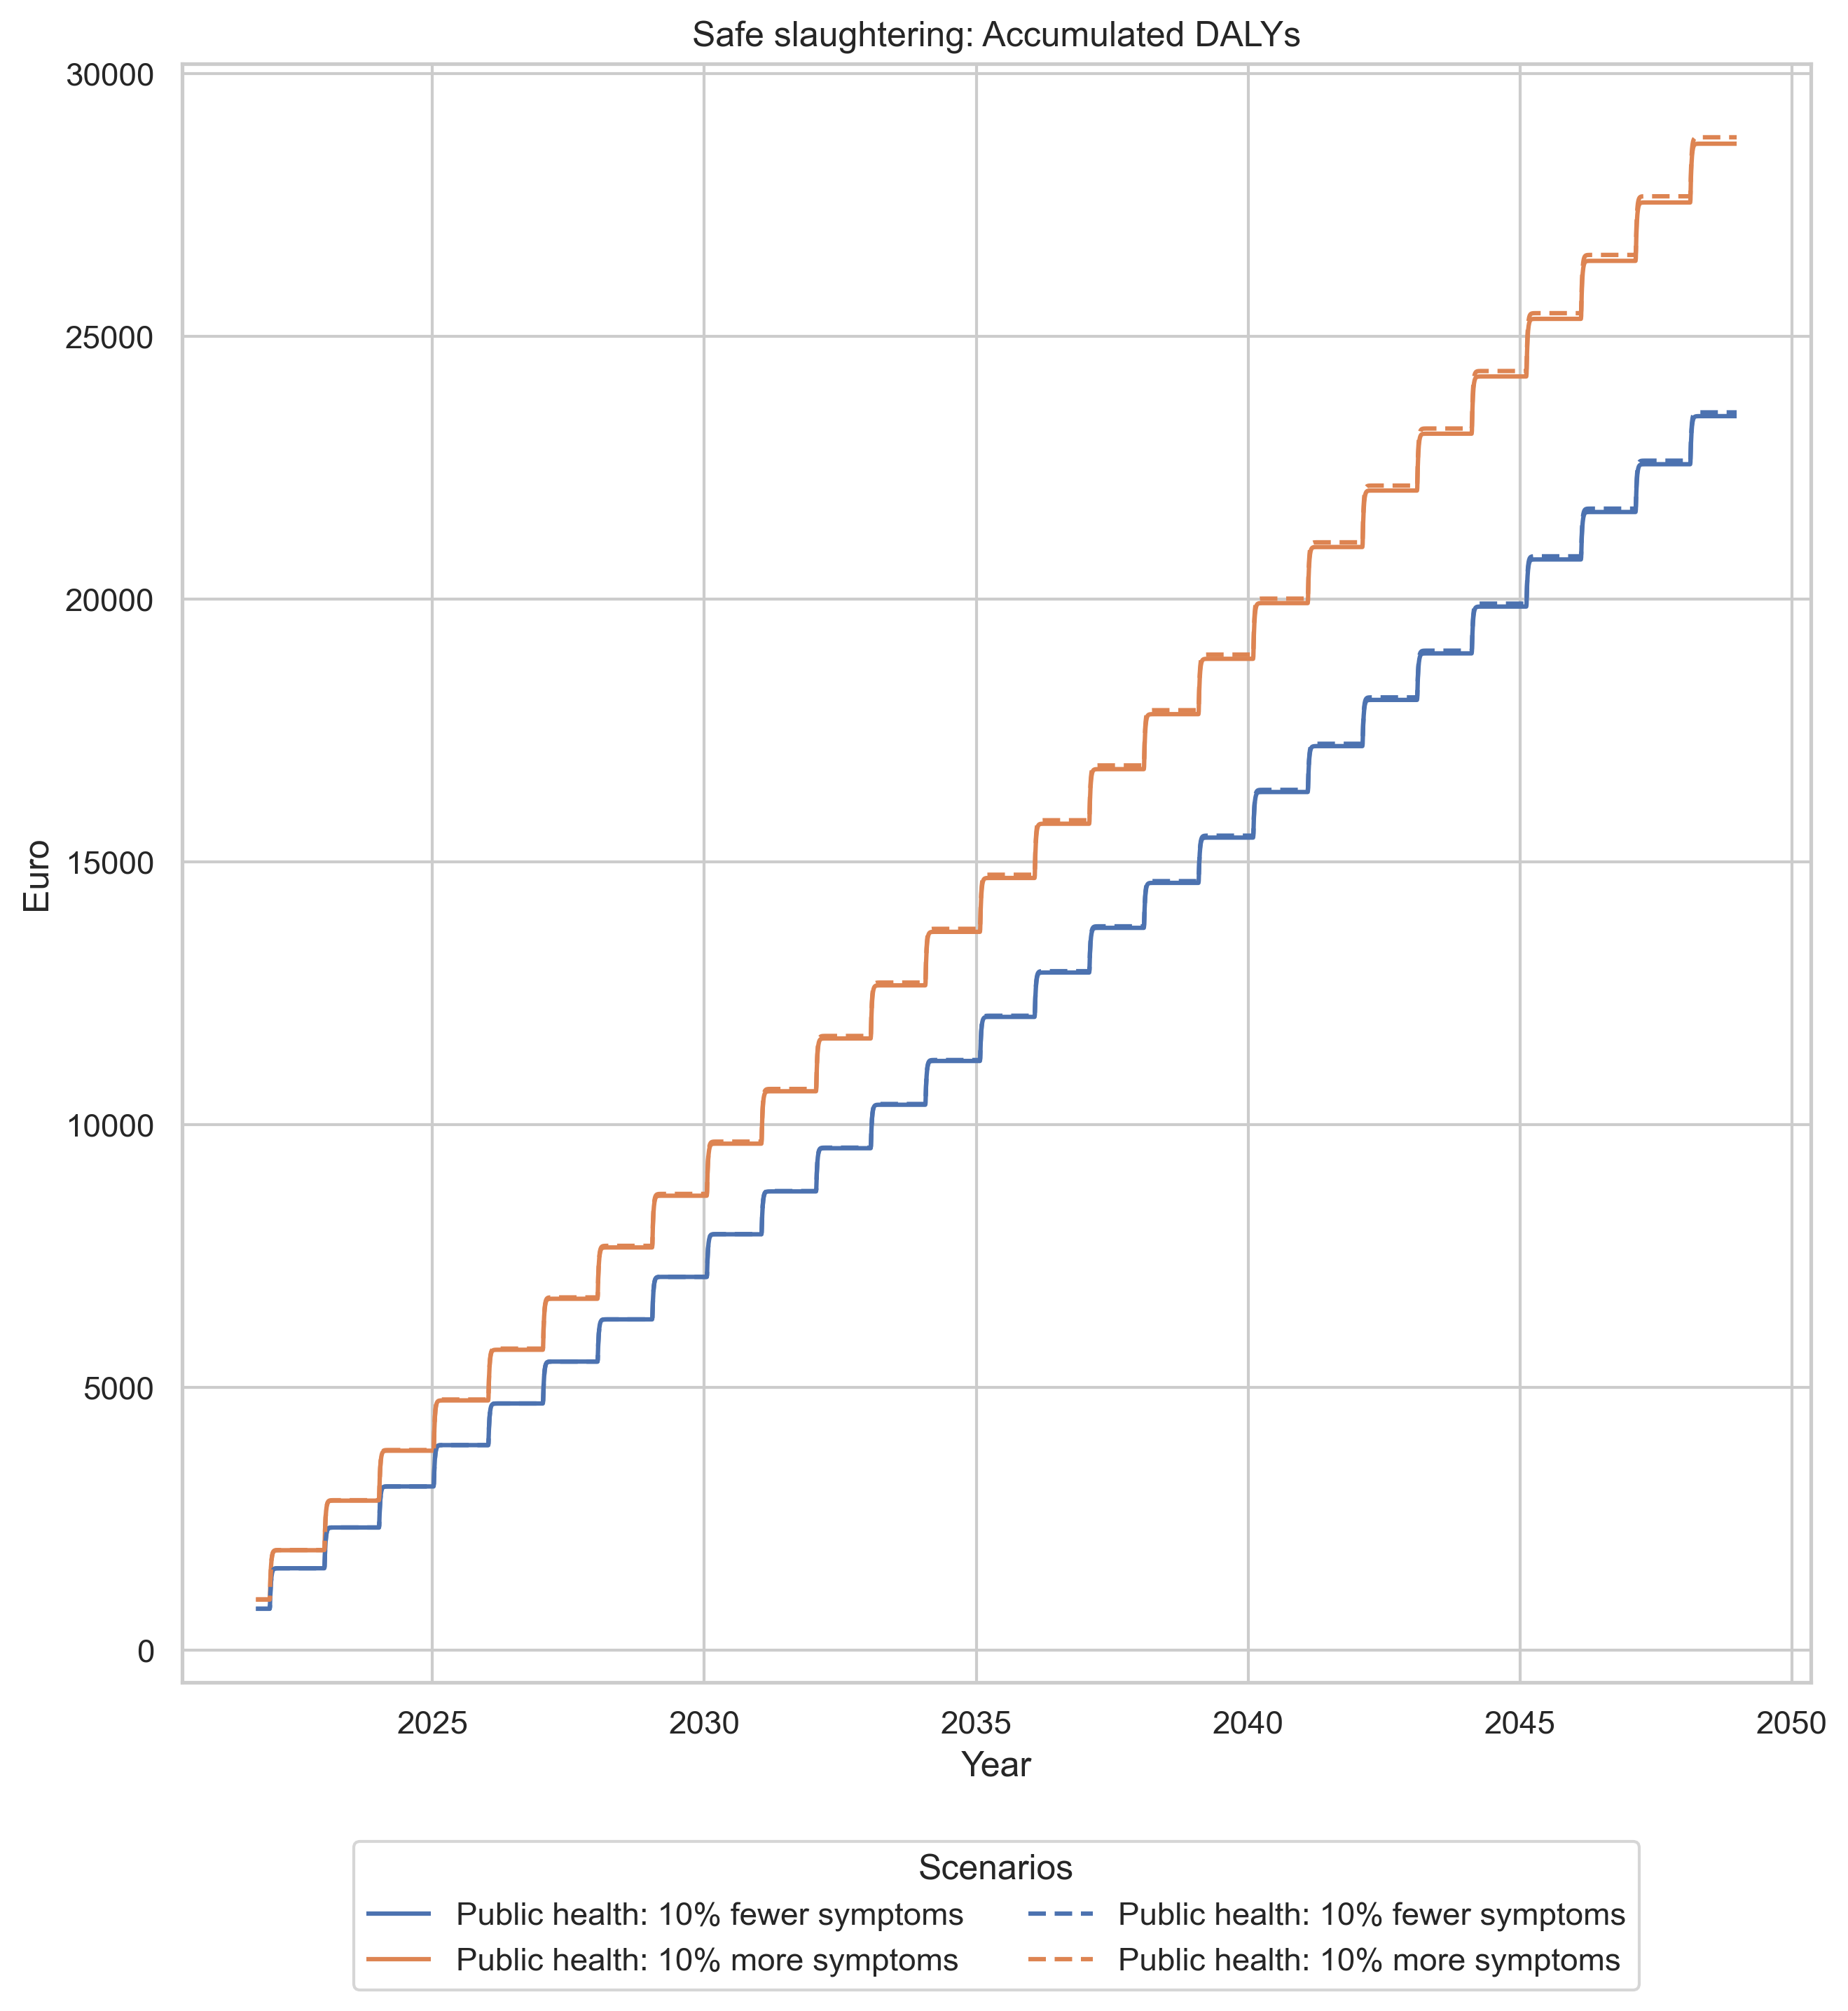 Safe slaughtering: Accumulated DALYs
30000
25000
20000
15000
10000
5000
0
Euro
2025 2030 2035 2040 2045 2050
Year
Scenarios
Public health: 10% fewer symptoms Public health: 10% fewer symptoms
Public health: 10% more symptoms Public health: 10% more symptoms